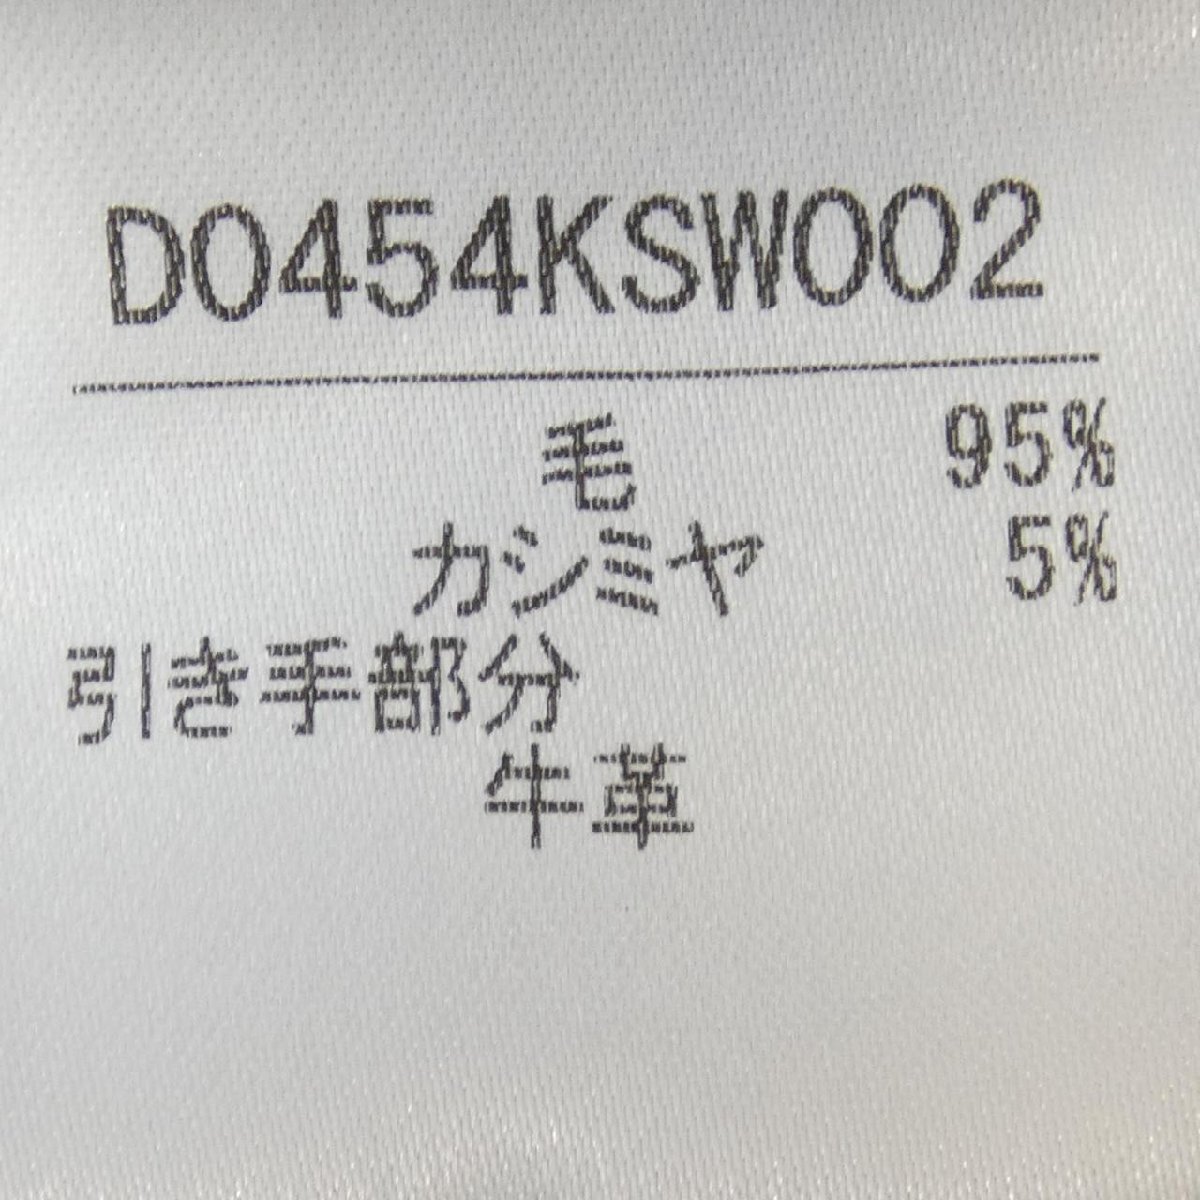 D0454KSW002
毛 95%
カシミヤ 5%
引き手部分
牛革